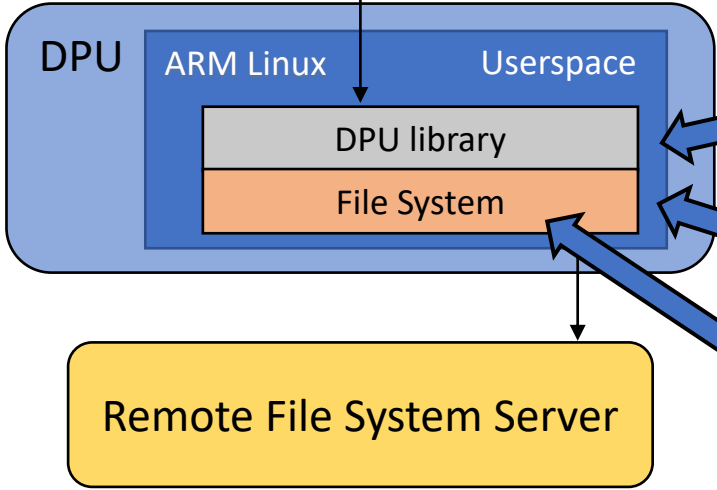 DPU
ARM Linux
Userspace
DPU library
File System
Remote File System Server